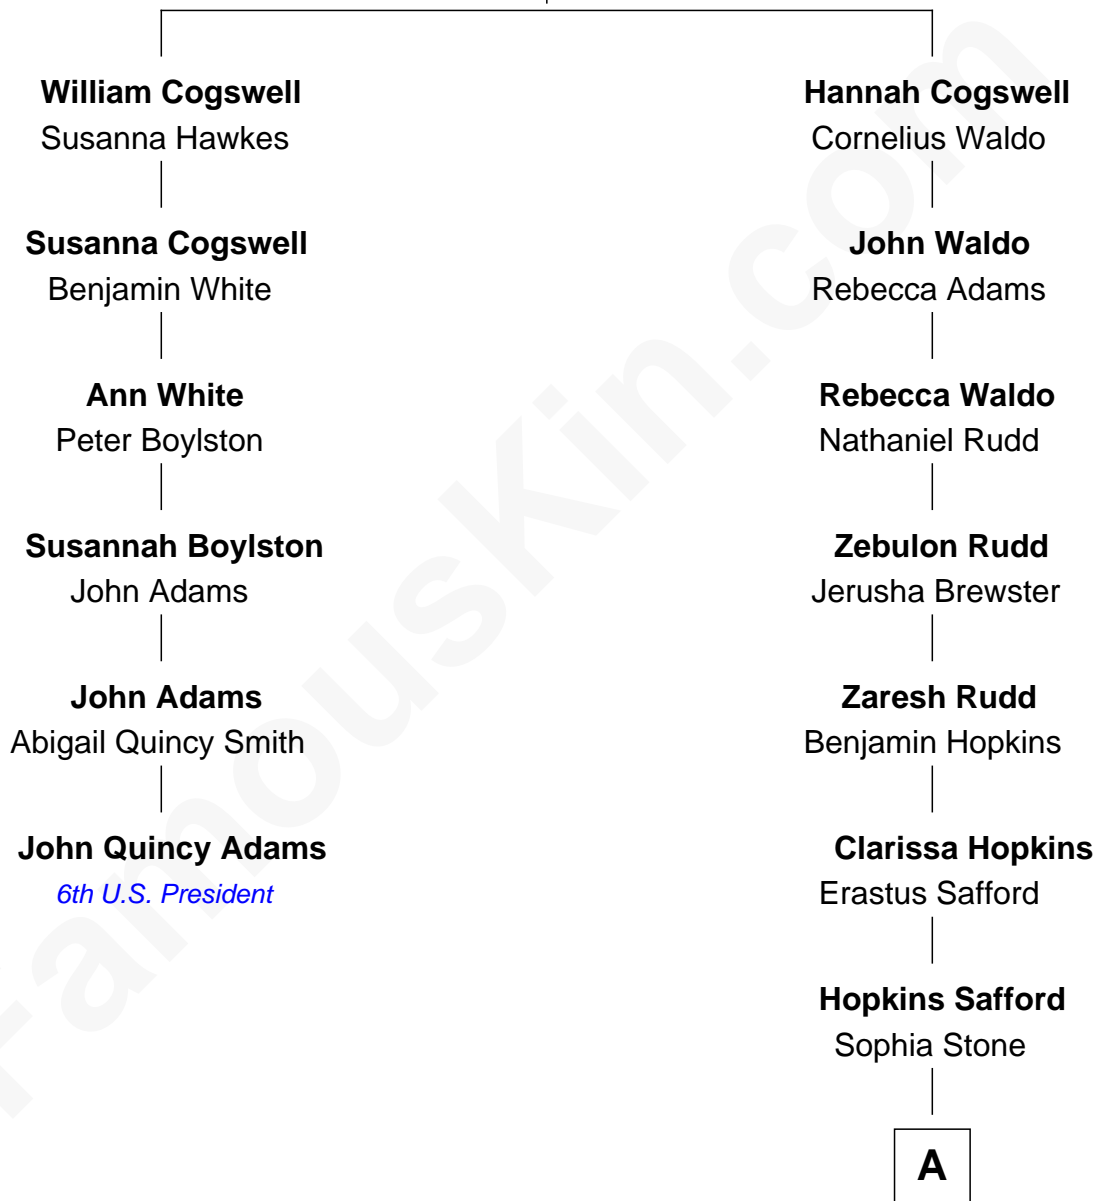 William Cogswell
Susanna Hawkes
Susanna Cogswell
Benjamin White
Ann White
Peter Boylston
Susannah Boylston
John Adams
John Adams
Abigail Quincy Smith
John Quincy Adams
6th U.S. President
Hannah Cogswell
Cornelius Waldo
John Waldo
Rebecca Adams
Rebecca Waldo
Nathaniel Rudd
Zebulon Rudd
Jerusha Brewster
Zaresh Rudd
Benjamin Hopkins
Clarissa Hopkins
Erastus Safford
Hopkins Safford
Sophia Stone
A
FamousKin.com